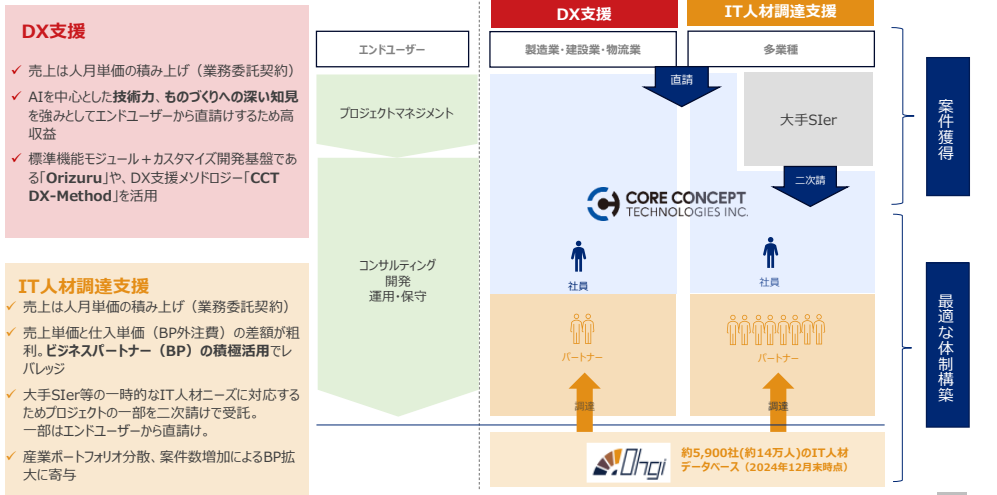 DX支援
✓ 売上は人月単価の積み上げ（業務委託契約）
✓ AIを中心とした技術力、ものづくりへの深い知見
を強みとしてエンドユーザーから直請けするため高
収益
✓ 標準機能モジュール＋カスタマイズ開発基盤であ
る「Orizuru」や、DX支援メソドロジー「CCT
DX-Method」を活用
IT人材調達支援
✓ 売上は人月単価の積み上げ（業務委託契約）
✓ 売上単価と仕入単価（BP外注費）の差額が粗
利。ビジネスパートナー（BP）の積極活用でレ
バレッジ
✓ 大手SIer等の一時的なIT人材ニーズに対応する
ためプロジェクトの一部を二次請けで受託。
一部はエンドユーザーから直請け。
✓ 産業ポートフォリオ分散、案件数増加によるBP拡
大に寄与
エンドユーザー
プロジェクトマネジメント
コンサルティング
開発
運用・保守
DX支援
IT人材調達支援
製造業・建設業・物流業
多業種
直請
大手SIer
二次請
CORE CONCEPT
TECHNOLOGIES INC.
社員
社員
パートナー
パートナー
調達
調達
Ohgi
約5,900社(約14万人)のIT人材
データベース（2024年12月末時点）
案件獲得
最適な体制構築